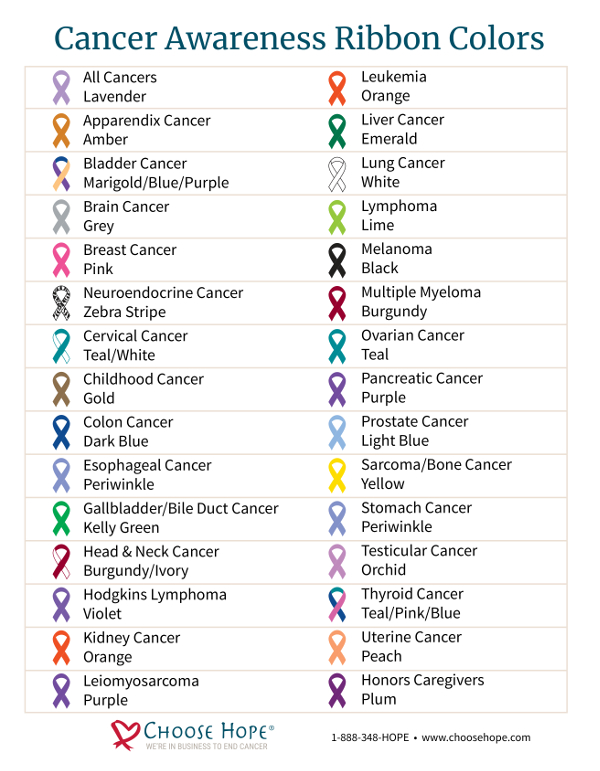 Cancer Awareness Ribbon Colors
All Cancers
Lavender
Apparendix Cancer
Amber
Bladder Cancer
Marigold/Blue/Purple
Brain Cancer
Grey
Breast Cancer
Pink
Neuroendocrine Cancer
Zebra Stripe
Cervical Cancer
Teal/White
Childhood Cancer
Gold
Colon Cancer
Dark Blue
Esophageal Cancer
Periwinkle
Gallbladder/Bile Duct Cancer
Kelly Green
Head & Neck Cancer
Burgundy/Ivory
Hodgkins Lymphoma
Violet
Kidney Cancer
Orange
Leiomyosarcoma
Purple
Leukemia
Orange
Liver Cancer
Emerald
Lung Cancer
White
Lymphoma
Lime
Melanoma
Black
Multiple Myeloma
Burgundy
Ovarian Cancer
Teal
Pancreatic Cancer
Purple
Prostate Cancer
Light Blue
Sarcoma/Bone Cancer
Yellow
Stomach Cancer
Periwinkle
Testicular Cancer
Orchid
Thyroid Cancer
Teal/Pink/Blue
Uterine Cancer
Peach
Honors Caregivers
Plum
CHOOSE HOPE®
WE'RE IN BUSINESS TO END CANCER
1-888-348-HOPE • www.choosehope.com